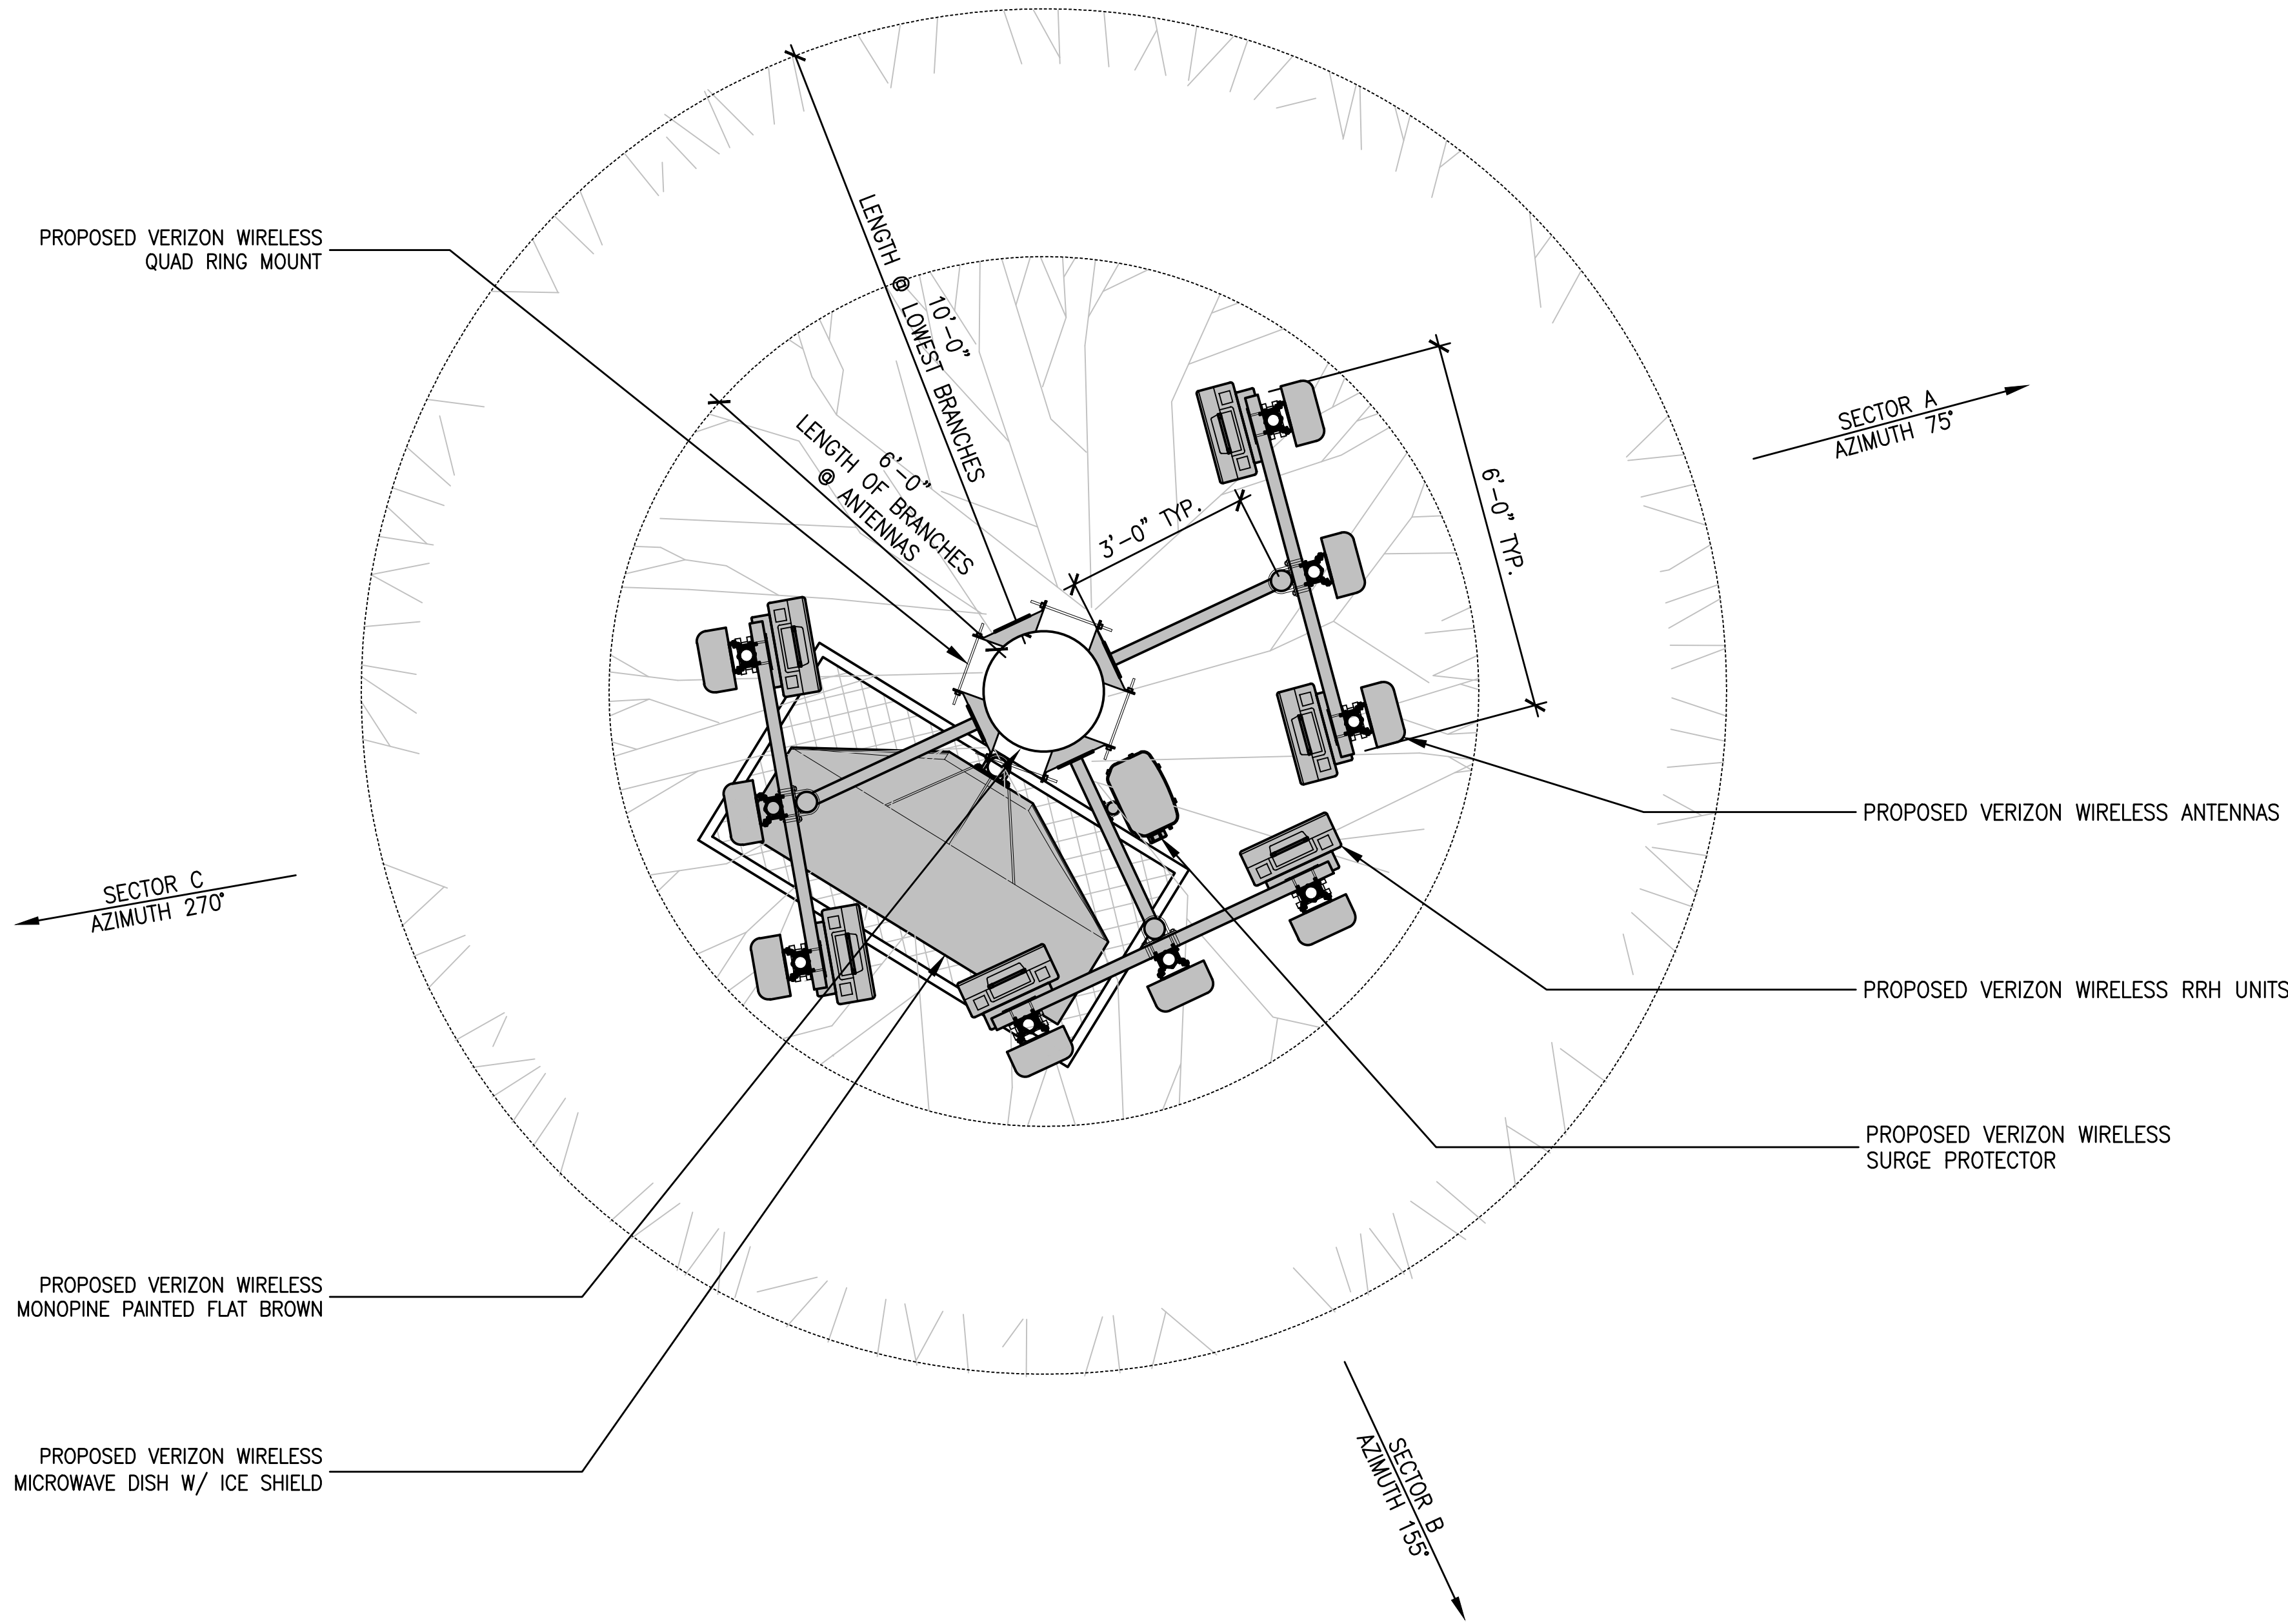 PROPOSED VERIZON WIRELESS
QUAD RING MOUNT
10'-0"
LENGTH @ LOWEST BRANCHES
6'-0"
LENGTH OF BRANCHES
@ ANTENNAS
3'-0" TYP.
6'-0" TYP.
SECTOR A
AZIMUTH 75°
PROPOSED VERIZON WIRELESS ANTENNAS
SECTOR C
AZIMUTH 270°
PROPOSED VERIZON WIRELESS RRH UNITS
PROPOSED VERIZON WIRELESS
SURGE PROTECTOR
PROPOSED VERIZON WIRELESS
MONOPINE PAINTED FLAT BROWN
PROPOSED VERIZON WIRELESS
MICROWAVE DISH W/ ICE SHIELD
SECTOR B
AZIMUTH 155°